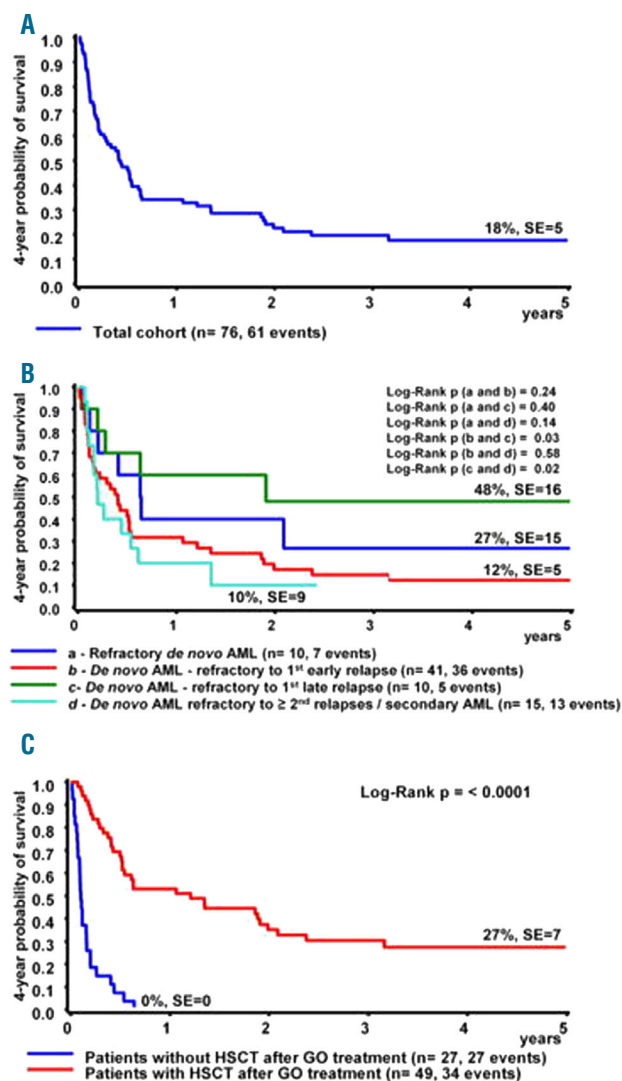 A
4-year probability of survival
1.0
0.9
0.8
0.7
0.6
0.5
0.4
0.3
0.2
0.1
0.0
18%, SE=5
0 1 2 3 4 5
years
Total cohort (n= 76, 61 events)
B
4-year probability of survival
1.0
0.9
0.8
0.7
0.6
0.5
0.4
0.3
0.2
0.1
0.0
Log-Rank p (a and b) = 0.24
Log-Rank p (a and c) = 0.40
Log-Rank p (a and d) = 0.14
Log-Rank p (b and c) = 0.03
Log-Rank p (b and d) = 0.58
Log-Rank p (c and d) = 0.02
48%, SE=16
27%, SE=15
12%, SE=5
10%, SE=9
0 1 2 3 4 5
years
a - Refractory de novo AML (n= 10, 7 events)
b - De novo AML - refractory to 1st early relapse (n= 41, 36 events)
c- De novo AML - refractory to 1st late relapse (n= 10, 5 events)
d - De novo AML refractory to ≥ 2nd relapses / secondary AML (n= 15, 13 events)
C
4-year probability of survival
1.0
0.9
0.8
0.7
0.6
0.5
0.4
0.3
0.2
0.1
0.0
Log-Rank p = < 0.0001
27%, SE=7
0%, SE=0
0 1 2 3 4 5
years
Patients without HSCT after GO treatment (n= 27, 27 events)
Patients with HSCT after GO treatment (n= 49, 34 events)